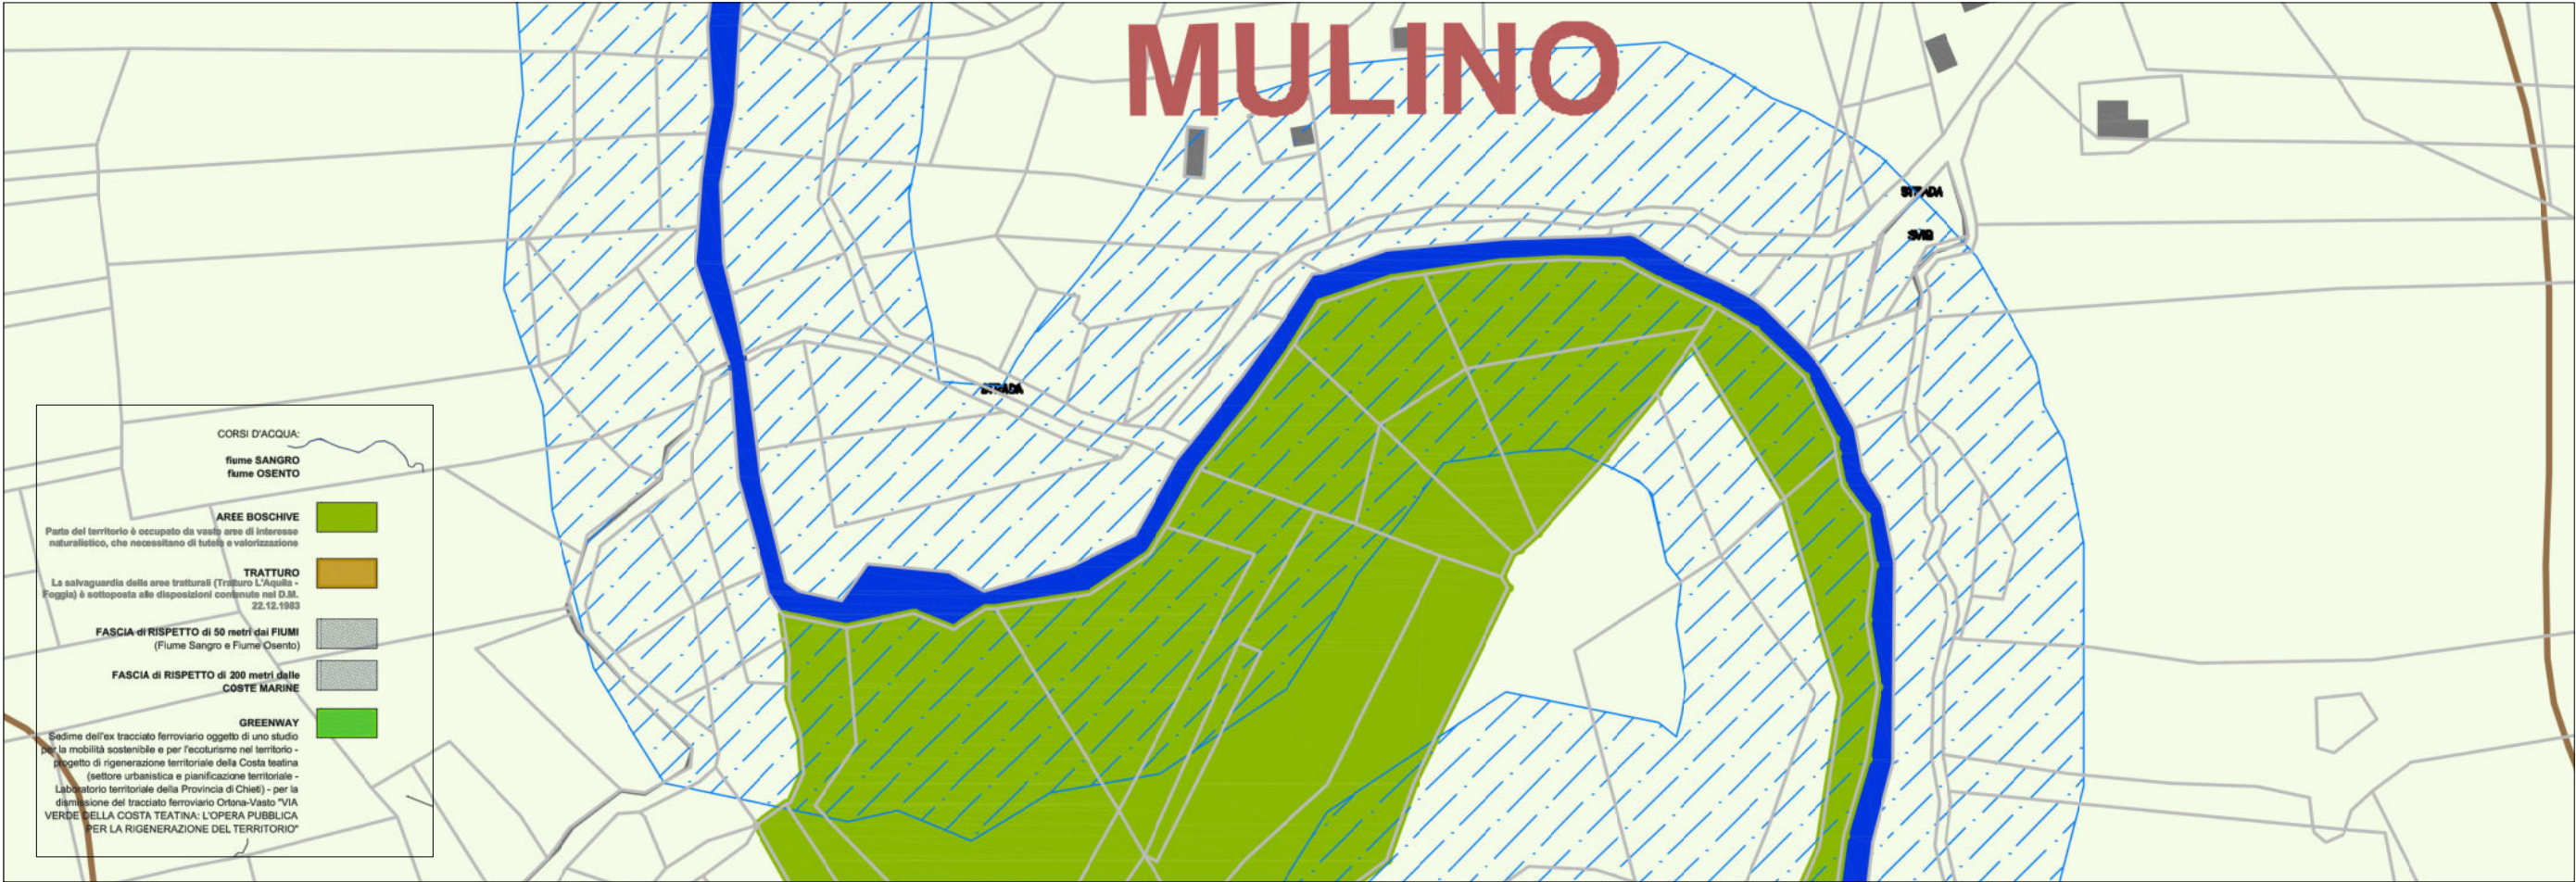 MULINO
STRADA
STRADA
CORSI D'ACQUA:
fiume SANGRO
fiume OSENTO
AREE BOSCHIVE
Parte del territorio è occupato da vaste aree di interesse
naturalistico, che necessitano di tutela e valorizzazione
TRATTURO
La salvaguardia delle aree tratturali (Tratturo L'Aquila -
Foggia) è sottoposta alle disposizioni contenute nel D.M.
22.12.1983
FASCIA di RISPETTO di 50 metri dai FIUMI
(Fiume Sangro e Fiume Osento)
FASCIA di RISPETTO di 200 metri dalle
COSTE MARINE
GREENWAY
Sedime dell'ex tracciato ferroviario oggetto di uno studio
per la mobilità sostenibile e per l'ecoturismo nel territorio -
progetto di rigenerazione territoriale della Costa teatina
(settore urbanistica e pianificazione territoriale -
Laboratorio territoriale della Provincia di Chieti) - per la
dismissione del tracciato ferroviario Ortona-Vasto "VIA
VERDE DELLA COSTA TEATINA: L'OPERA PUBBLICA
PER LA RIGENERAZIONE DEL TERRITORIO"